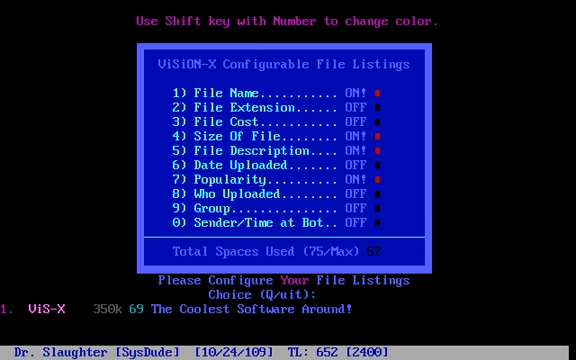 Use Shift key with Number to change color.
ViSiON-X Configurable File Listings
1) File Name........... ON!
2) File Extension...... OFF
3) File Cost........... OFF
4) Size Of File........ ON!
5) File Description.... ON!
6) Date Uploaded....... OFF
7) Popularity.......... ON!
8) Who Uploaded........ OFF
9) Group............... OFF
0) Sender/Time at Bot.. OFF
Total Spaces Used (75/Max) 57
Please Configure Your File Listings
Choice (Q/uit):
1. ViS-X 350k 69 The Coolest Software Around!
Dr. Slaughter [SysDude] [10/24/109] TL: 652 [2400]